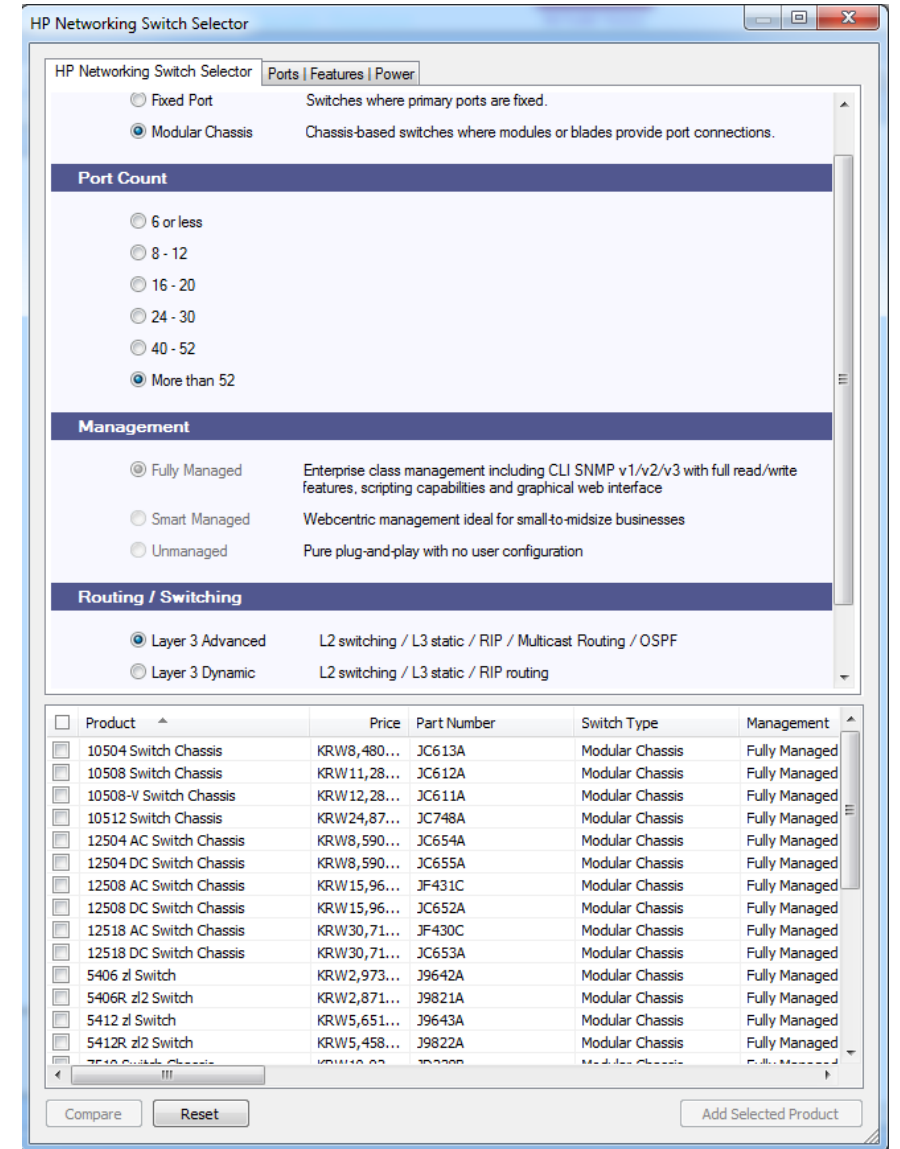 HP Networking Switch Selector
HP Networking Switch Selector
Ports | Features | Power
Fixed Port Switches where primary ports are fixed.
Modular Chassis Chassis-based switches where modules or blades provide port connections.
Port Count
6 or less
8 - 12
16 - 20
24 - 30
40 - 52
More than 52
Management
Fully Managed Enterprise class management including CLI SNMP v1/v2/v3 with full read/write
features, scripting capabilities and graphical web interface
Smart Managed Webcentric management ideal for small-to-midsize businesses
Unmanaged Pure plug-and-play with no user configuration
Routing / Switching
Layer 3 Advanced L2 switching / L3 static / RIP / Multicast Routing / OSPF
Layer 3 Dynamic L2 switching / L3 static / RIP routing
Product Price Part Number Switch Type Management
10504 Switch Chassis KRW8,480... JC613A Modular Chassis Fully Managed
10508 Switch Chassis KRW11,28... JC612A Modular Chassis Fully Managed
10508-V Switch Chassis KRW12,28... JC611A Modular Chassis Fully Managed
10512 Switch Chassis KRW24,87... JC748A Modular Chassis Fully Managed
12504 AC Switch Chassis KRW8,590... JC654A Modular Chassis Fully Managed
12504 DC Switch Chassis KRW8,590... JC655A Modular Chassis Fully Managed
12508 AC Switch Chassis KRW15,96... JF431C Modular Chassis Fully Managed
12508 DC Switch Chassis KRW15,96... JC652A Modular Chassis Fully Managed
12518 AC Switch Chassis KRW30,71... JF430C Modular Chassis Fully Managed
12518 DC Switch Chassis KRW30,71... JC653A Modular Chassis Fully Managed
5406 zl Switch KRW2,973... J9642A Modular Chassis Fully Managed
5406R zl2 Switch KRW2,871... J9821A Modular Chassis Fully Managed
5412 zl Switch KRW5,651... J9643A Modular Chassis Fully Managed
5412R zl2 Switch KRW5,458... J9822A Modular Chassis Fully Managed
Switch Chassis Modular Chassis Fully Managed
Compare Reset Add Selected Product